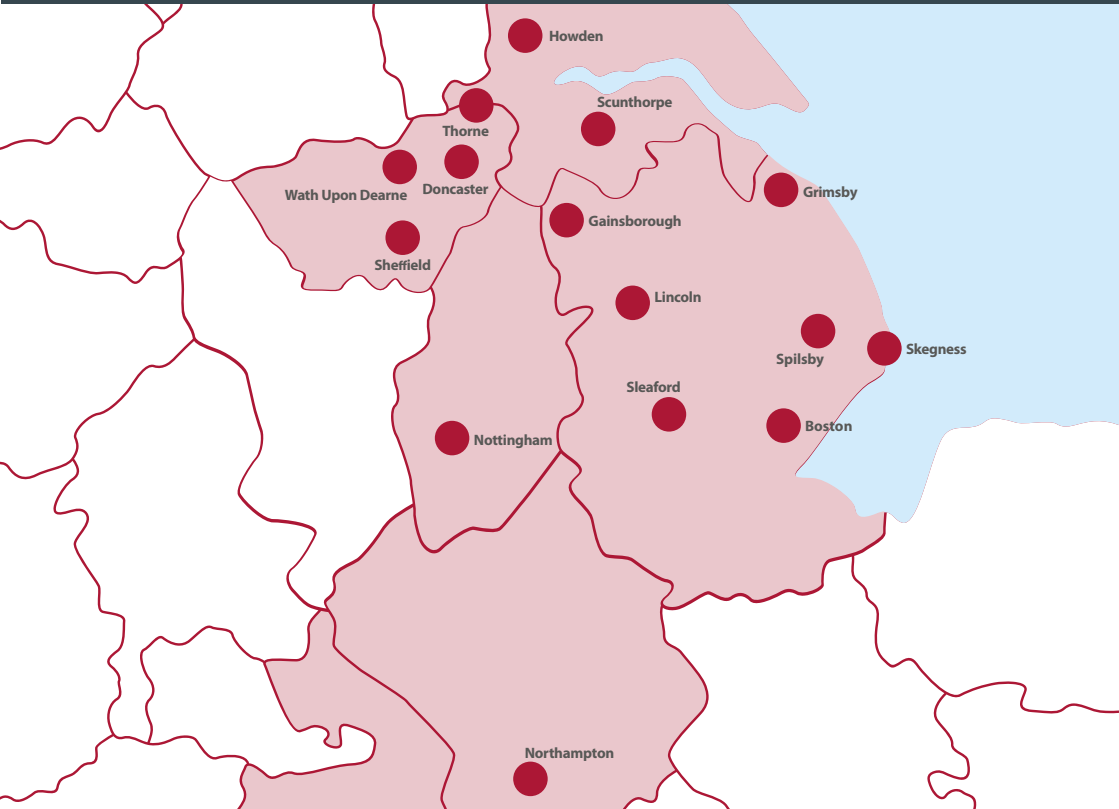 Howden
Scunthorpe
Thorne
Doncaster
Wath Upon Dearne
Grimsby
Gainsborough
Sheffield
Lincoln
Spilsby
Skegness
Sleaford
Boston
Nottingham
Northampton